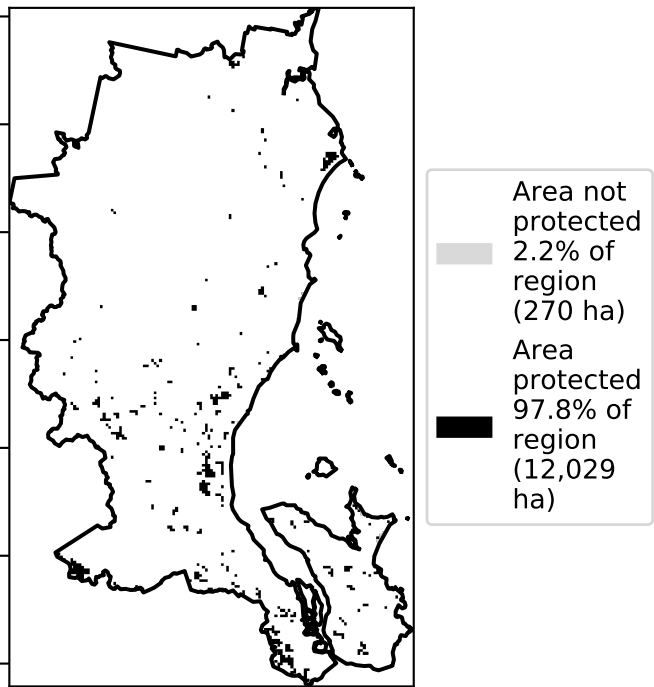 Area not
protected
2.2% of
region
(270 ha)
Area
protected
97.8% of
region
(12,029
ha)